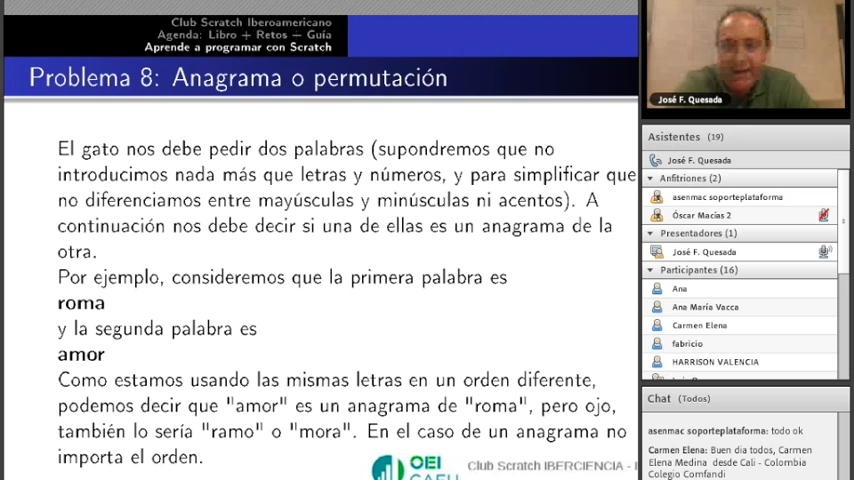 Club Scratch Iberoamericano
Agenda: Libro + Retos + Guía
Aprende a programar con Scratch
Problema 8: Anagrama o permutación
El gato nos debe pedir dos palabras (supondremos que no
introducimos nada más que letras y números, y para simplificar que
no diferenciamos entre mayúsculas y minúsculas ni acentos). A
continuación nos debe decir si una de ellas es un anagrama de la
otra.
Por ejemplo, consideremos que la primera palabra es
roma
y la segunda palabra es
amor
Como estamos usando las mismas letras en un orden diferente,
podemos decir que "amor" es un anagrama de "roma", pero ojo,
también lo sería "ramo" o "mora". En el caso de un anagrama no
importa el orden.
OEI
CAEU
Club Scratch IBERCIENCIA -
José F. Quesada
Asistentes (19)
José F. Quesada
Anfitriones (2)
asenmac soporteplataforma
Óscar Macías 2
Presentadores (1)
José F. Quesada
Participantes (16)
Ana
Ana María Vacca
Carmen Elena
fabricio
HARRISON VALENCIA
Chat (Todos)
asenmac soporteplataforma: todo ok
Carmen Elena: Buen dia todos, Carmen
Elena Medina desde Cali - Colombia
Colegio Comfandi